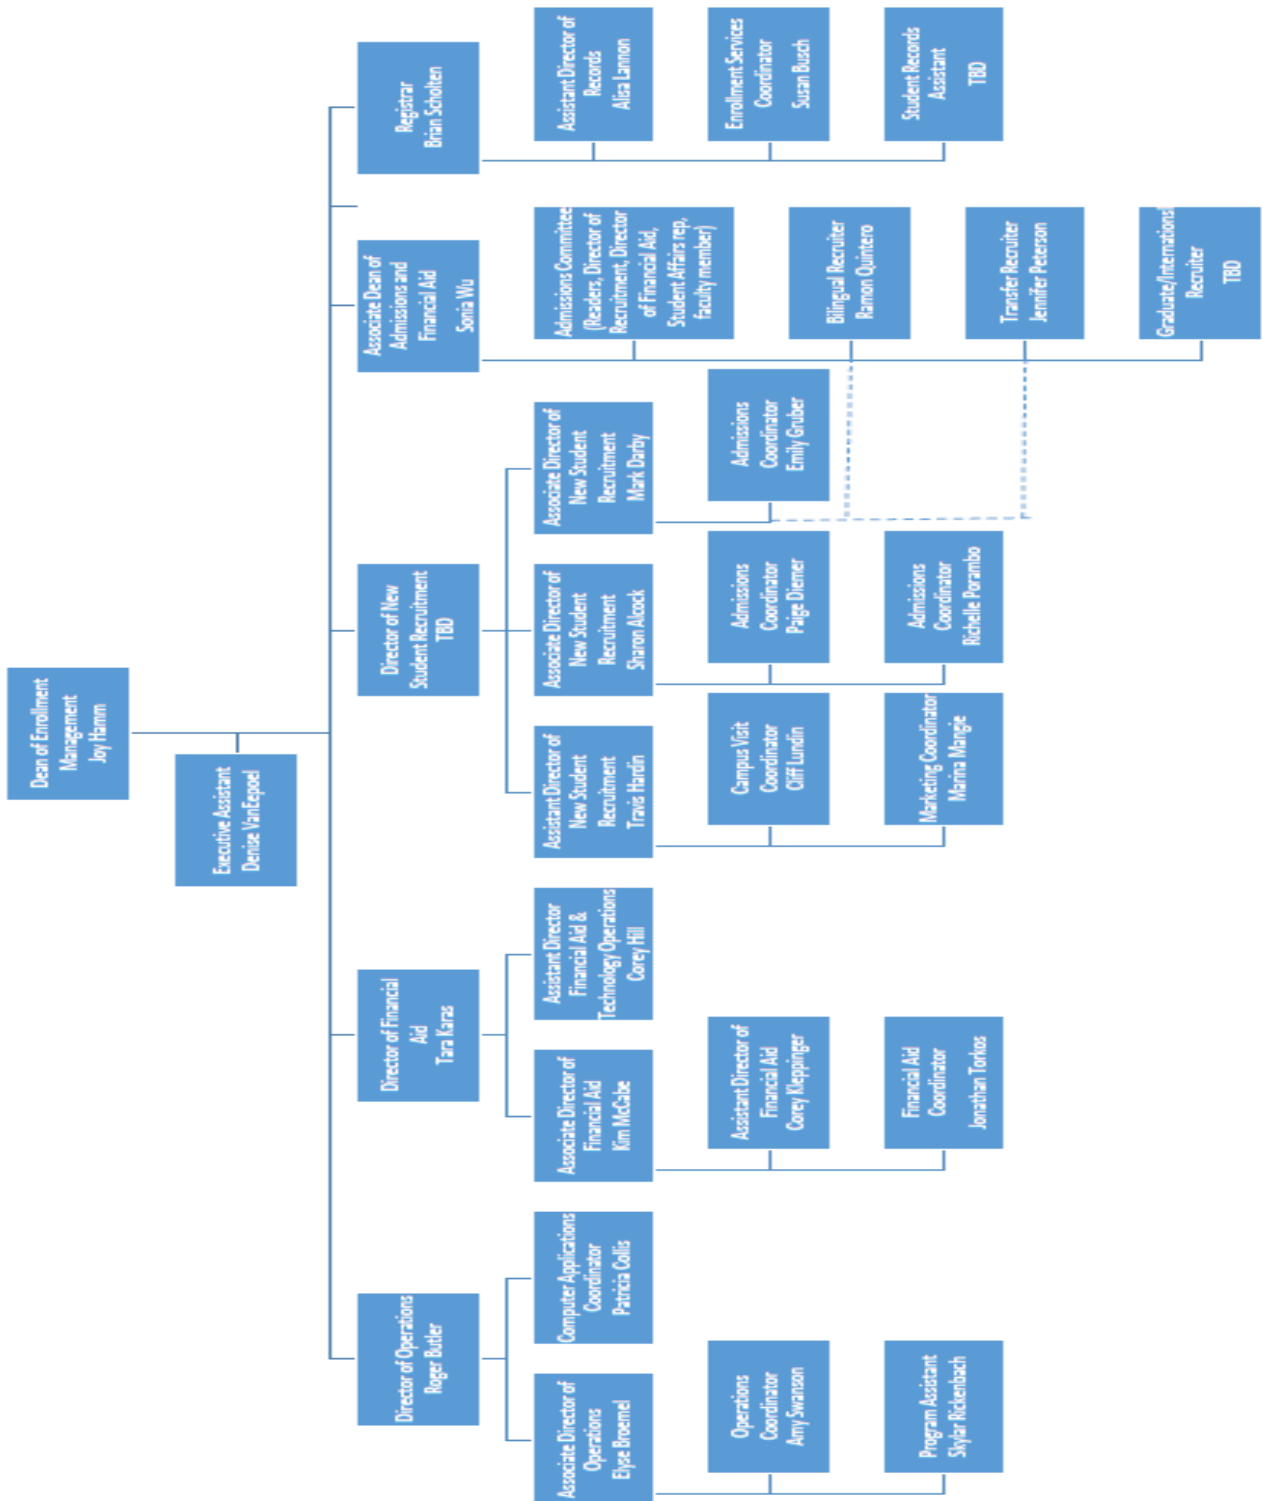 Dean of Enrollment
Management
Joy Hamm
Executive Assistant
Denise VanEepoel
Director of Operations
Roger Butler
Director of Financial
Aid
Tara Karas
Director of New
Student Recruitment
TBD
Associate Dean of
Admissions and
Financial Aid
Sonia Wu
Registrar
Brian Scholten
Associate Director of
Operations
Elyse Broemel
Computer Applications
Coordinator
Patricia Collis
Associate Director of
Financial Aid
Kim McCabe
Assistant Director
Financial Aid &
Technology Operations
Corey Hill
Assistant Director of
New Student
Recruitment
Travis Hardin
Associate Director of
New Student
Recruitment
Sharon Alcock
Associate Director of
New Student
Recruitment
Mark Darby
Admissions Committee
(Readers, Director of
Recruitment, Director
of Financial Aid,
Student Affairs rep,
faculty member)
Assistant Director of
Records
Alisa Lannon
Operations
Coordinator
Amy Swanson
Assistant Director of
Financial Aid
Corey Kleppinger
Campus Visit
Coordinator
Cliff Lundin
Admissions
Coordinator
Paige Diemer
Admissions
Coordinator
Emily Gruber
Bilingual Recruiter
Ramon Quintero
Enrollment Services
Coordinator
Susan Busch
Program Assistant
Skylar Rickenbach
Financial Aid
Coordinator
Jonathan Torkos
Marketing Coordinator
Marina Mangie
Admissions
Coordinator
Richelle Porambo
Transfer Recruiter
Jennifer Peterson
Student Records
Assistant
TBD
Graduate/International
Recruiter
TBD